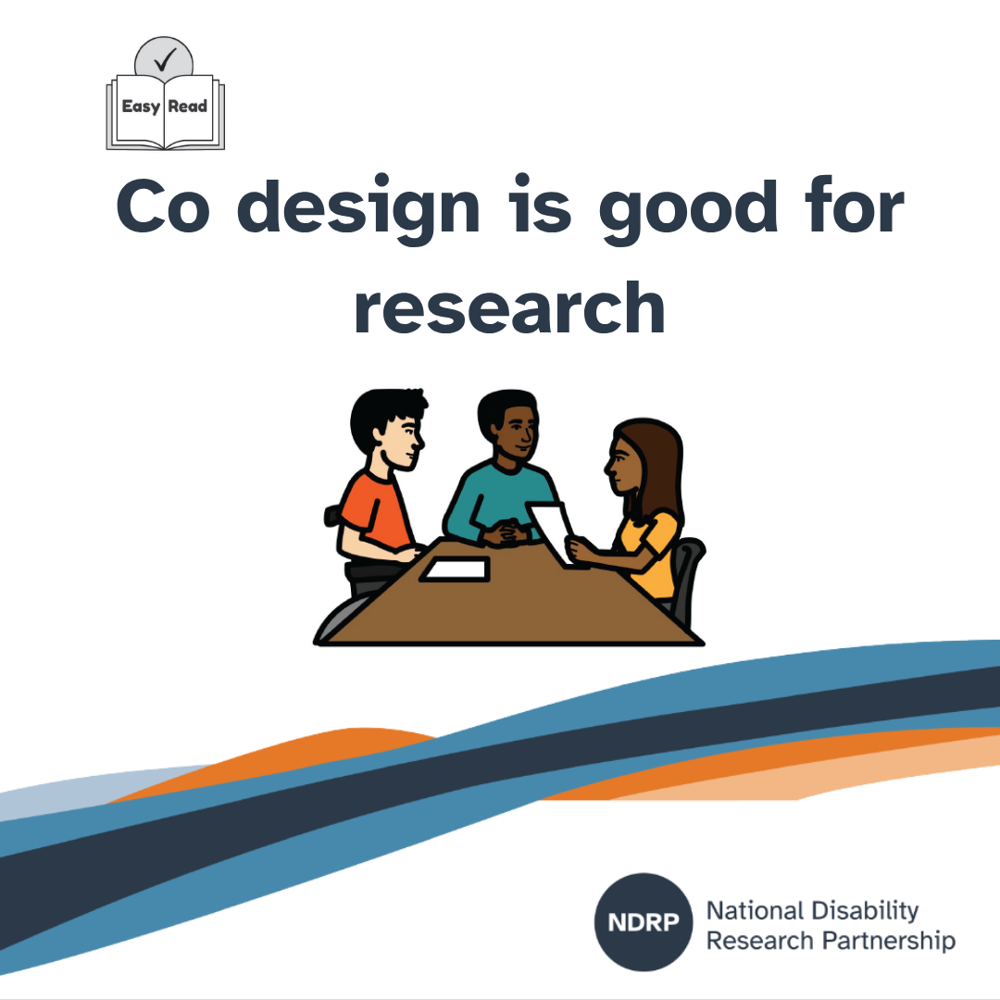 Easy Read
Co design is good for
research
NDRP
National Disability
Research Partnership